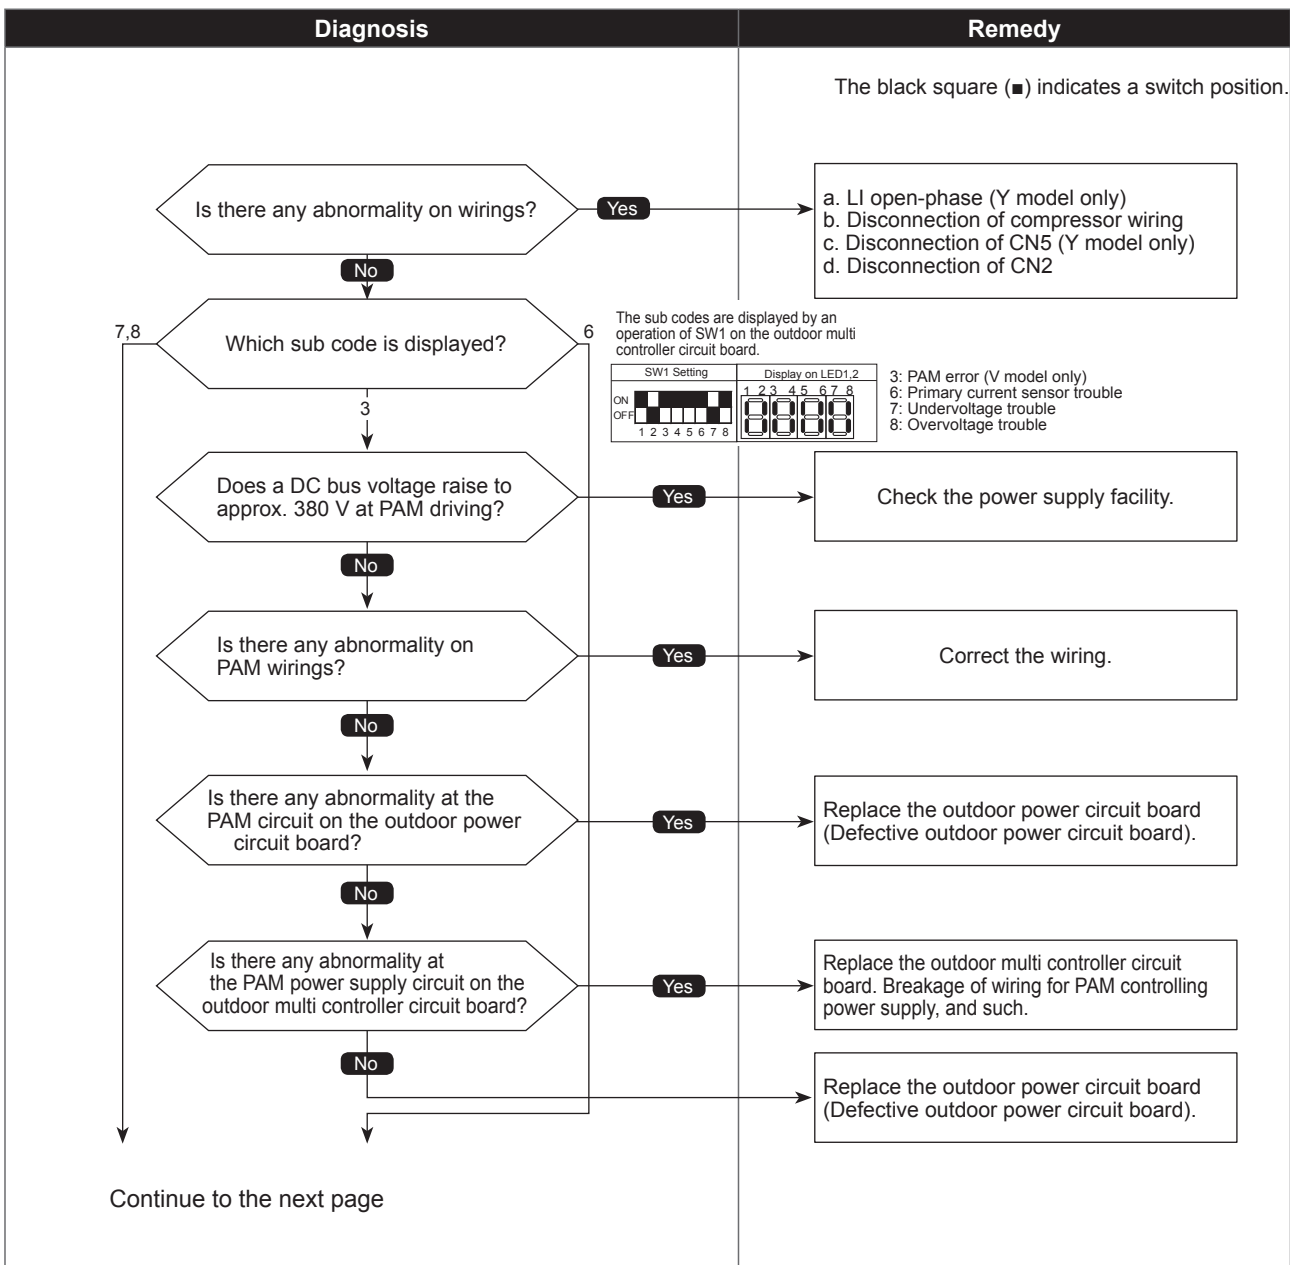 Diagnosis
Remedy
The black square (■) indicates a switch position.
Is there any abnormality on wirings?
Yes
a. LI open-phase (Y model only)
b. Disconnection of compressor wiring
c. Disconnection of CN5 (Y model only)
d. Disconnection of CN2
No
7,8
Which sub code is displayed?
6
3
The sub codes are displayed by an
operation of SW1 on the outdoor multi
controller circuit board.
SW1 Setting
Display on LED1,2
ON
OFF
1 2 3 4 5 6 7 8
1 2 3 4 5 6 7 8
3: PAM error (V model only)
6: Primary current sensor trouble
7: Undervoltage trouble
8: Overvoltage trouble
Does a DC bus voltage raise to
approx. 380 V at PAM driving?
Yes
Check the power supply facility.
No
Is there any abnormality on
PAM wirings?
Yes
Correct the wiring.
No
Is there any abnormality at the
PAM circuit on the outdoor power
circuit board?
Yes
Replace the outdoor power circuit board
(Defective outdoor power circuit board).
No
Is there any abnormality at
the PAM power supply circuit on the
outdoor multi controller circuit board?
Yes
Replace the outdoor multi controller circuit
board. Breakage of wiring for PAM controlling
power supply, and such.
No
Replace the outdoor power circuit board
(Defective outdoor power circuit board).
Continue to the next page